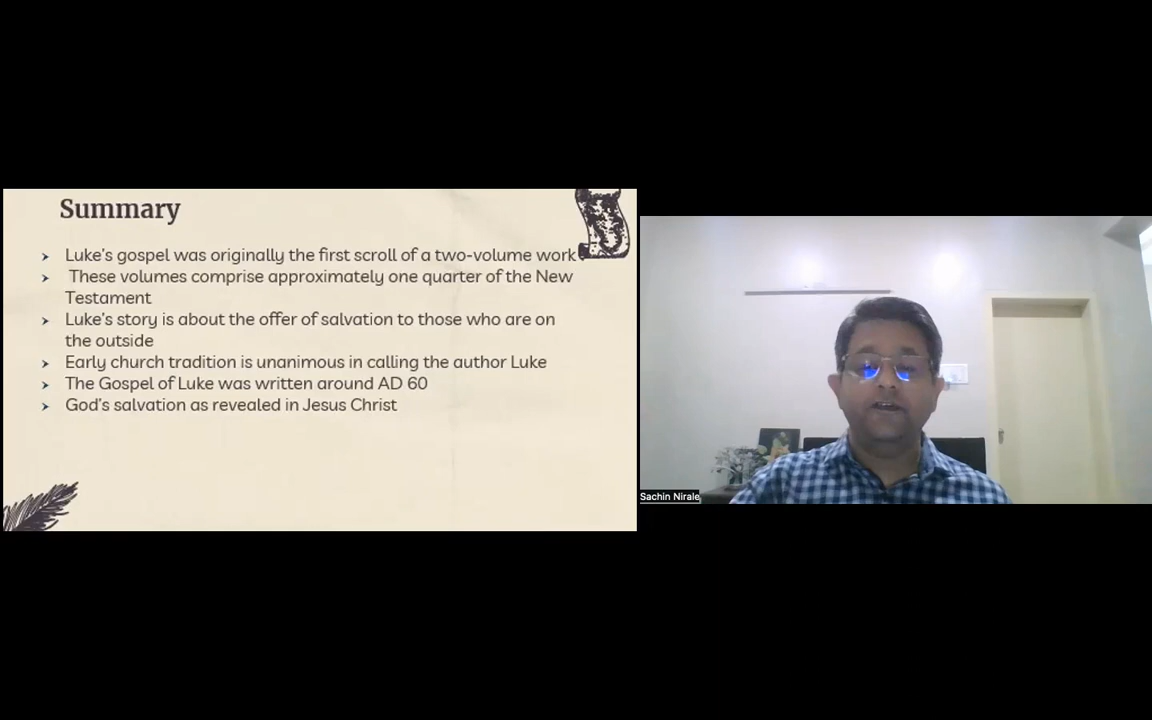 Summary
Luke's gospel was originally the first scroll of a two-volume work
These volumes comprise approximately one quarter of the New
Testament
Luke's story is about the offer of salvation to those who are on
the outside
Early church tradition is unanimous in calling the author Luke
The Gospel of Luke was written around AD 60
God's salvation as revealed in Jesus Christ
Sachin Nirale